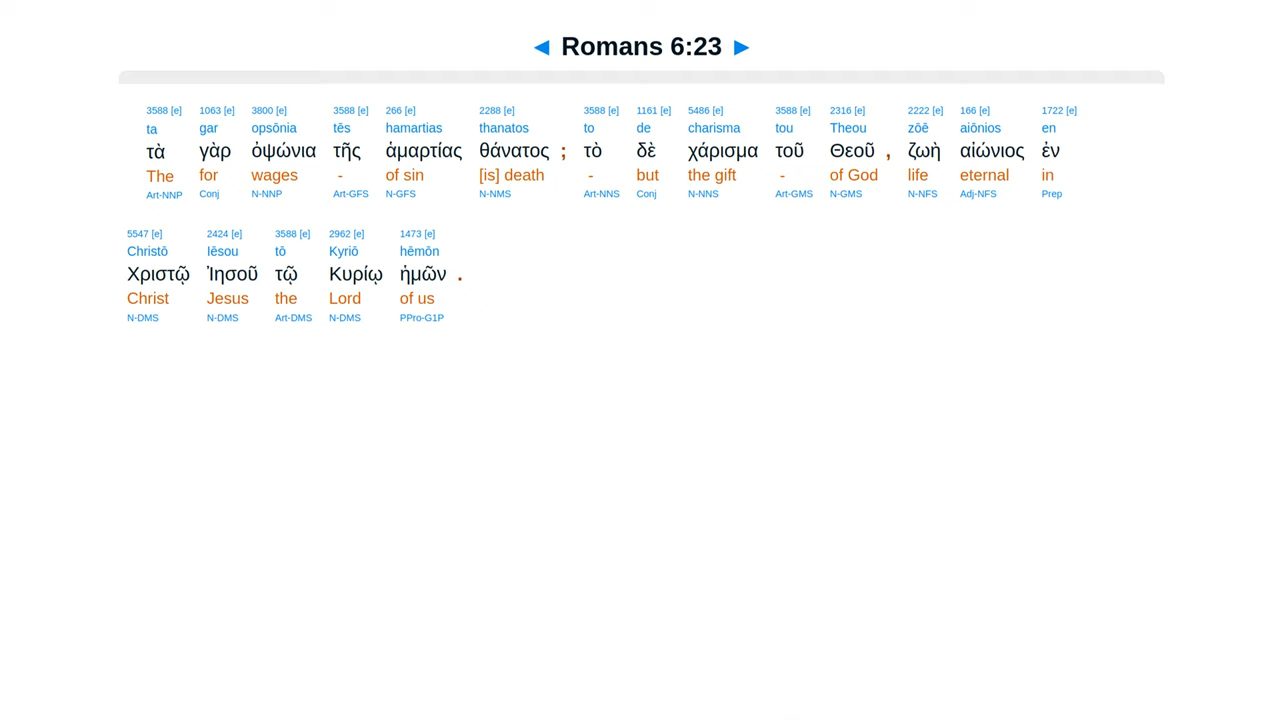 ◄ Romans 6:23 ►
3588 [e] 1063 [e] 3800 [e] 3588 [e] 266 [e] 2288 [e] 3588 [e] 1161 [e] 5486 [e] 3588 [e] 2316 [e] 2222 [e] 166 [e] 1722 [e]
ta gar opsōnia tēs hamartias thanatos to de charisma tou Theou zōē aiōnios en
τὰ γὰρ ὀψώνια τῆς ἁμαρτίας θάνατος ; τὸ δὲ χάρισμα τοῦ Θεοῦ , ζωὴ αἰώνιος ἐν
The for wages - of sin [is] death - but the gift - of God life eternal in
Art-NNP Conj N-NNP Art-GFS N-GFS N-NMS Art-NNS Conj N-NNS Art-GMS N-GMS N-NFS Adj-NFS Prep
5547 [e] 2424 [e] 3588 [e] 2962 [e] 1473 [e]
Christō Iēsou tō Kyriō hēmōn
Χριστῷ Ἰησοῦ τῷ Κυρίῳ ἡμῶν .
Christ Jesus the Lord of us
N-DMS N-DMS Art-DMS N-DMS PPro-G1P